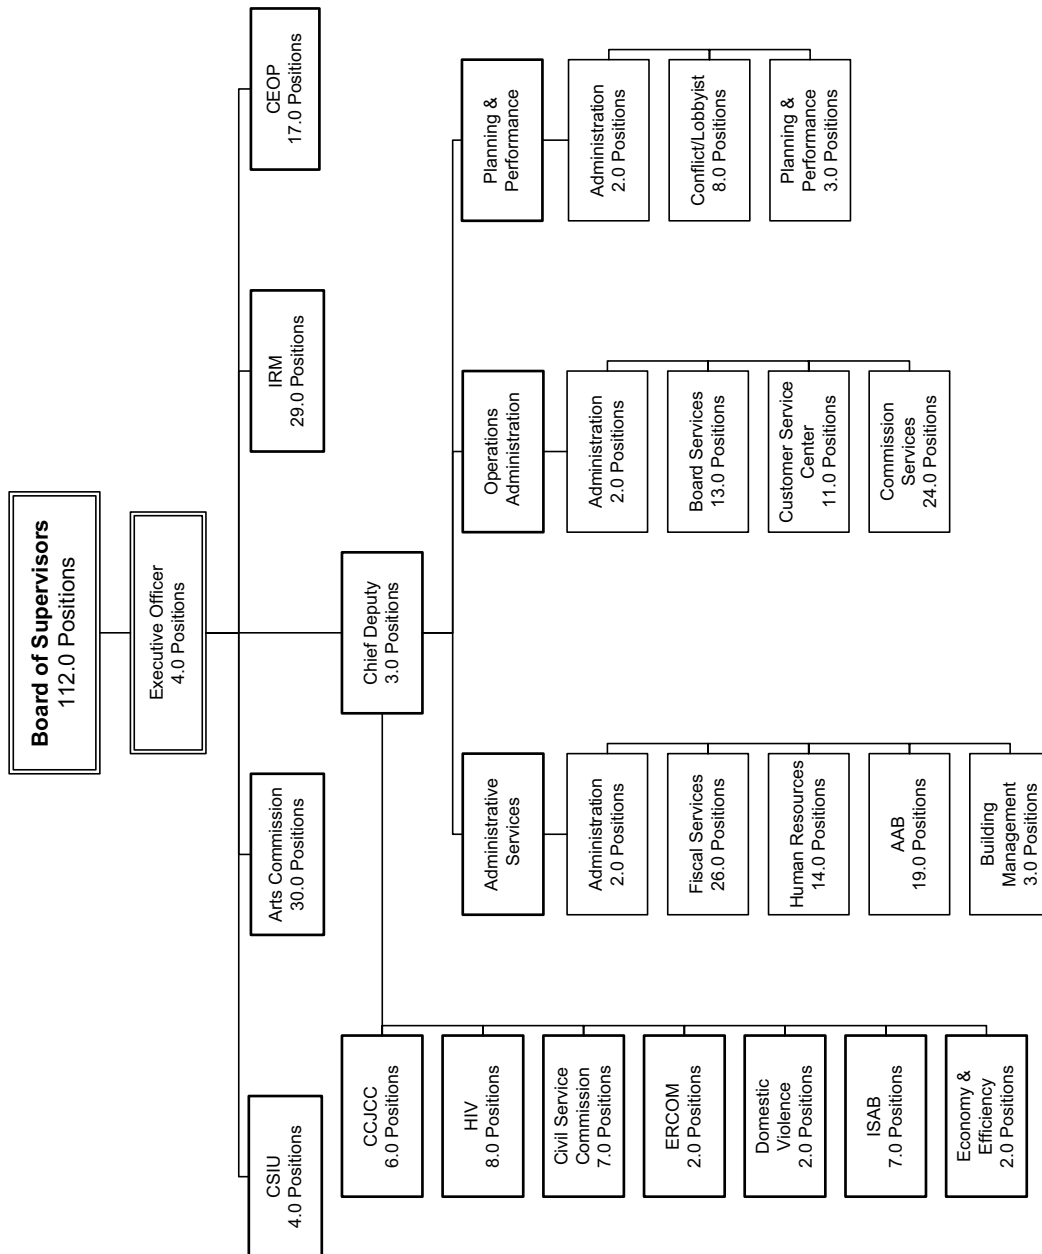 Board of Supervisors
112.0 Positions
Executive Officer
4.0 Positions
CSIU
4.0 Positions
Arts Commission
30.0 Positions
IRM
29.0 Positions
CEOP
17.0 Positions
Chief Deputy
3.0 Positions
CCJCC
6.0 Positions
HIV
8.0 Positions
Civil Service
Commission
7.0 Positions
ERCOM
2.0 Positions
Domestic
Violence
2.0 Positions
ISAB
7.0 Positions
Economy &
Efficiency
2.0 Positions
Administrative
Services
Administration
2.0 Positions
Fiscal Services
26.0 Positions
Human Resources
14.0 Positions
AAB
19.0 Positions
Building
Management
3.0 Positions
Operations
Administration
Administration
2.0 Positions
Board Services
13.0 Positions
Customer Service
Center
11.0 Positions
Commission
Services
24.0 Positions
Planning &
Performance
Administration
2.0 Positions
Conflict/Lobbyist
8.0 Positions
Planning &
Performance
3.0 Positions